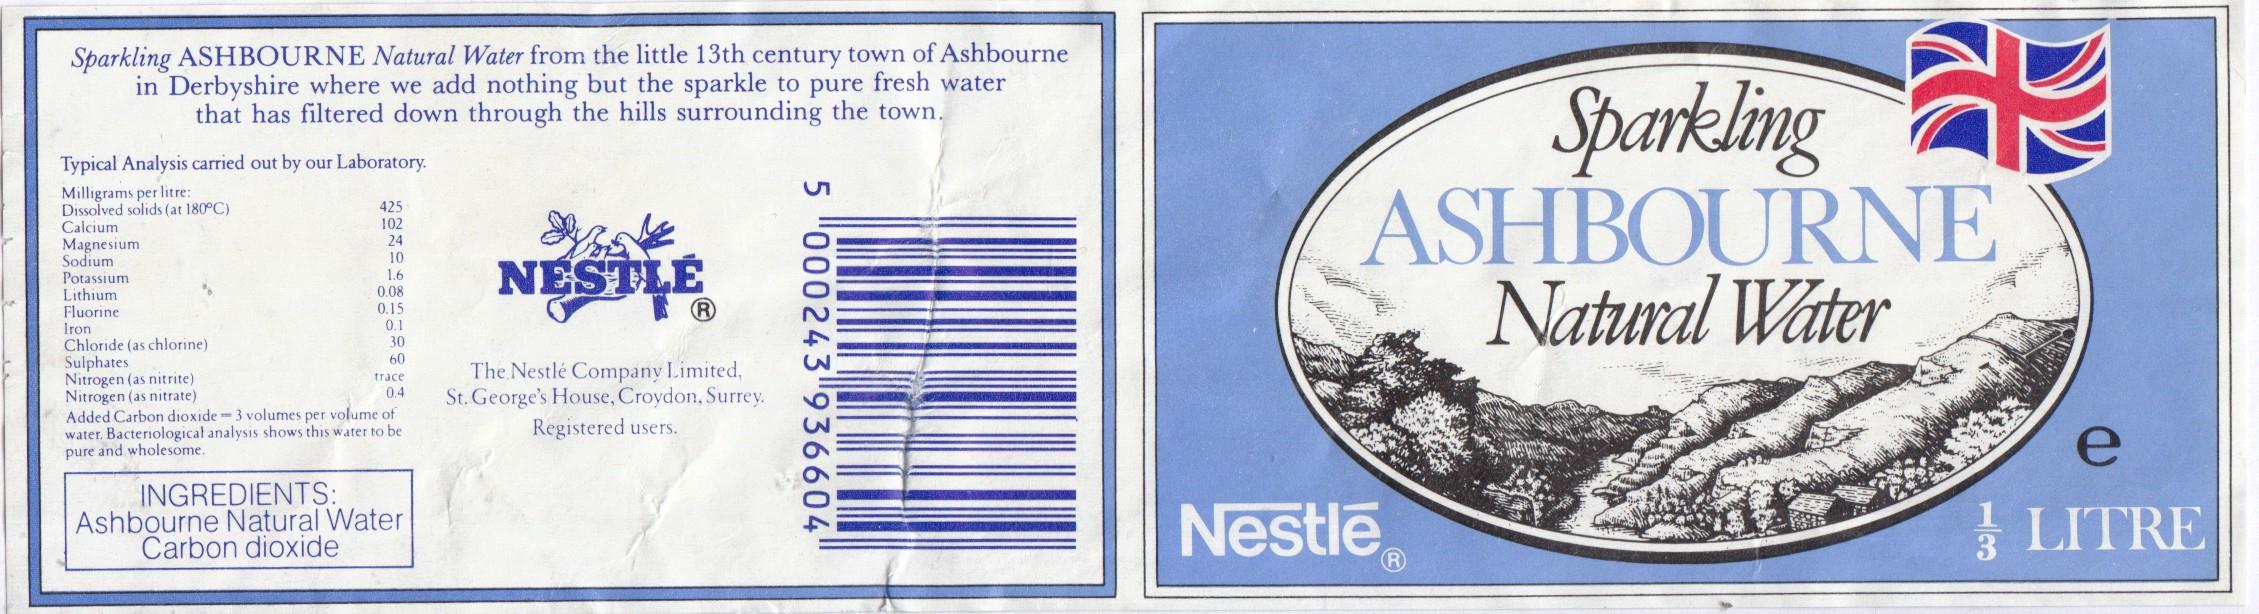 Sparkling ASHBOURNE Natural Water from the little 13th century town of Ashbourne
in Derbyshire where we add nothing but the sparkle to pure fresh water
that has filtered down through the hills surrounding the town.
Typical Analysis carried out by our Laboratory.
Milligrams per litre:
Dissolved solids (at 180°C) 425
Calcium 102
Magnesium 24
Sodium 10
Potassium 1.6
Lithium 0.08
Fluorine 0.15
Iron 0.1
Chloride (as chlorine) 30
Sulphates 60
Nitrogen (as nitrite) trace
Nitrogen (as nitrate) 0.4
Added Carbon dioxide = 3 volumes per volume of
water. Bacteriological analysis shows this water to be
pure and wholesome.
INGREDIENTS:
Ashbourne Natural Water
Carbon dioxide
NESTLÉ
®
The Nestlé Company Limited,
St. George's House, Croydon, Surrey.
Registered users.
5 000243 936604
Sparkling
ASHBOURNE
Natural Water
Nestlé ®
e
1/3 LITRE